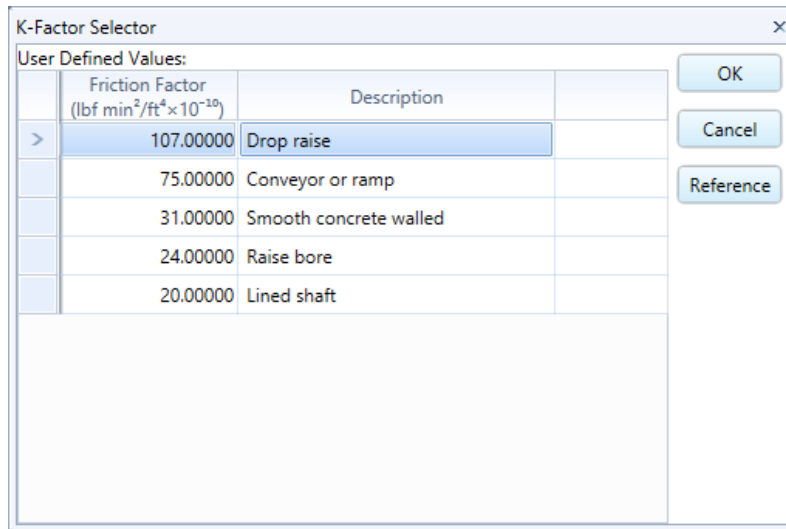 K-Factor Selector
×
User Defined Values:
Friction Factor
(lbf min²/ft⁴×10⁻¹⁰)
Description
OK
> 107.00000 Drop raise
Cancel
75.00000 Conveyor or ramp
Reference
31.00000 Smooth concrete walled
24.00000 Raise bore
20.00000 Lined shaft